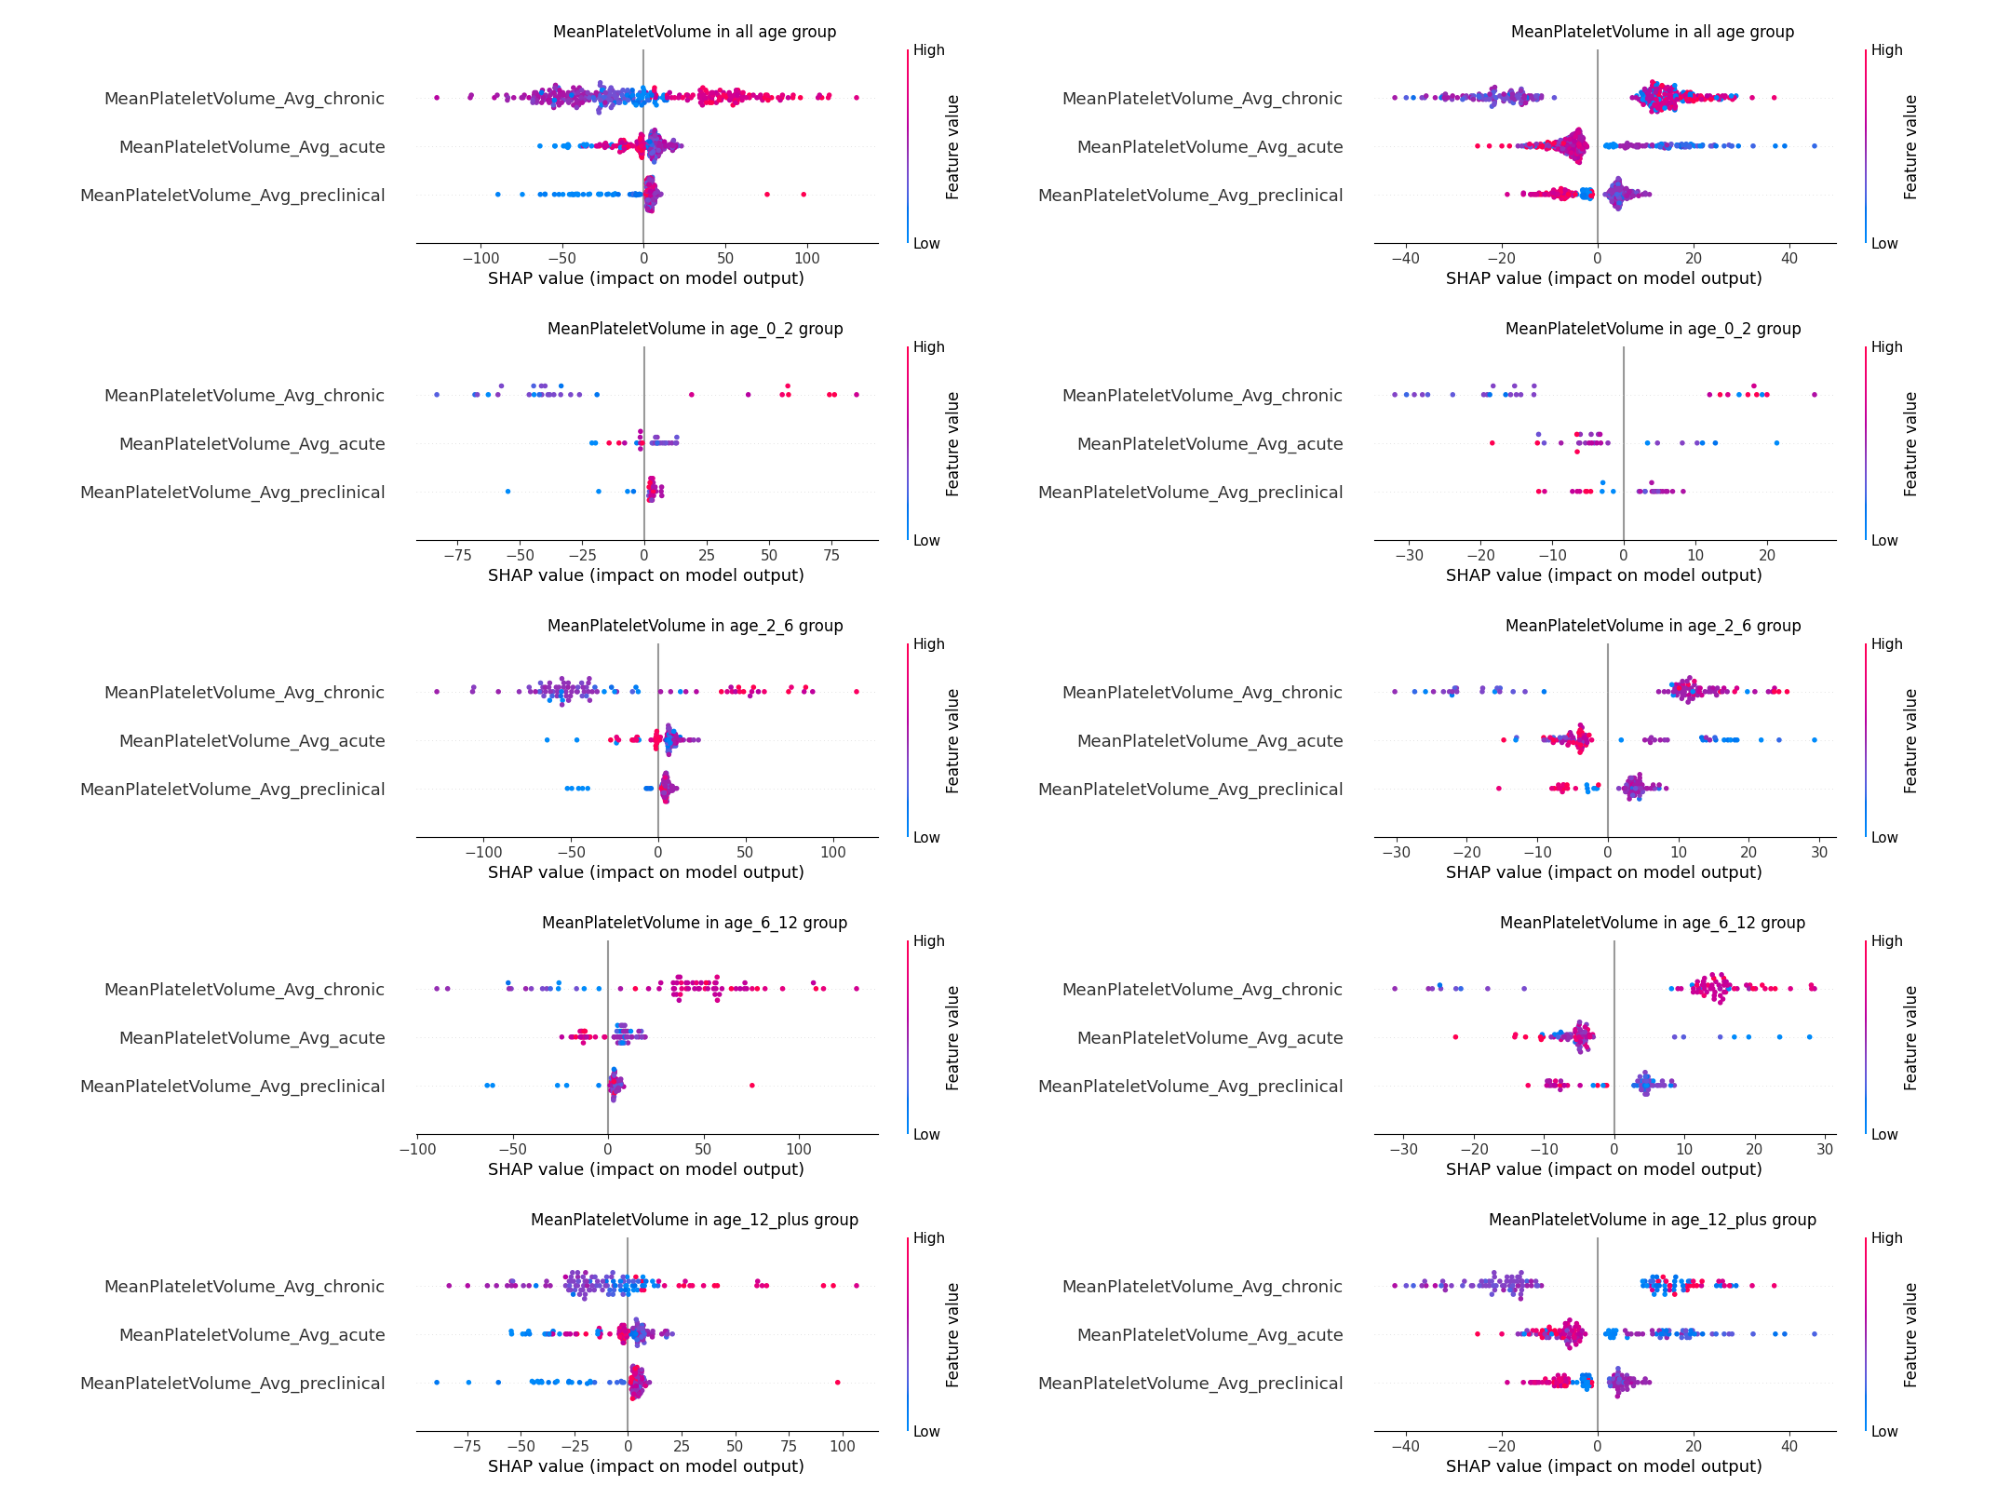 MeanPlateletVolume in all age group
High
MeanPlateletVolume_Avg_chronic
MeanPlateletVolume_Avg_acute
MeanPlateletVolume_Avg_preclinical
Feature value
Low
−100 −50 0 50 100
SHAP value (impact on model output)
MeanPlateletVolume in all age group
High
MeanPlateletVolume_Avg_chronic
MeanPlateletVolume_Avg_acute
MeanPlateletVolume_Avg_preclinical
Feature value
Low
−40 −20 0 20 40
SHAP value (impact on model output)
MeanPlateletVolume in age_0_2 group
High
MeanPlateletVolume_Avg_chronic
MeanPlateletVolume_Avg_acute
MeanPlateletVolume_Avg_preclinical
Feature value
Low
−75 −50 −25 0 25 50 75
SHAP value (impact on model output)
MeanPlateletVolume in age_0_2 group
High
MeanPlateletVolume_Avg_chronic
MeanPlateletVolume_Avg_acute
MeanPlateletVolume_Avg_preclinical
Feature value
Low
−30 −20 −10 0 10 20
SHAP value (impact on model output)
MeanPlateletVolume in age_2_6 group
High
MeanPlateletVolume_Avg_chronic
MeanPlateletVolume_Avg_acute
MeanPlateletVolume_Avg_preclinical
Feature value
Low
−100 −50 0 50 100
SHAP value (impact on model output)
MeanPlateletVolume in age_2_6 group
High
MeanPlateletVolume_Avg_chronic
MeanPlateletVolume_Avg_acute
MeanPlateletVolume_Avg_preclinical
Feature value
Low
−30 −20 −10 0 10 20 30
SHAP value (impact on model output)
MeanPlateletVolume in age_6_12 group
High
MeanPlateletVolume_Avg_chronic
MeanPlateletVolume_Avg_acute
MeanPlateletVolume_Avg_preclinical
Feature value
Low
−100 −50 0 50 100
SHAP value (impact on model output)
MeanPlateletVolume in age_6_12 group
High
MeanPlateletVolume_Avg_chronic
MeanPlateletVolume_Avg_acute
MeanPlateletVolume_Avg_preclinical
Feature value
Low
−30 −20 −10 0 10 20 30
SHAP value (impact on model output)
MeanPlateletVolume in age_12_plus group
High
MeanPlateletVolume_Avg_chronic
MeanPlateletVolume_Avg_acute
MeanPlateletVolume_Avg_preclinical
Feature value
Low
−75 −50 −25 0 25 50 75 100
SHAP value (impact on model output)
MeanPlateletVolume in age_12_plus group
High
MeanPlateletVolume_Avg_chronic
MeanPlateletVolume_Avg_acute
MeanPlateletVolume_Avg_preclinical
Feature value
Low
−40 −20 0 20 40
SHAP value (impact on model output)